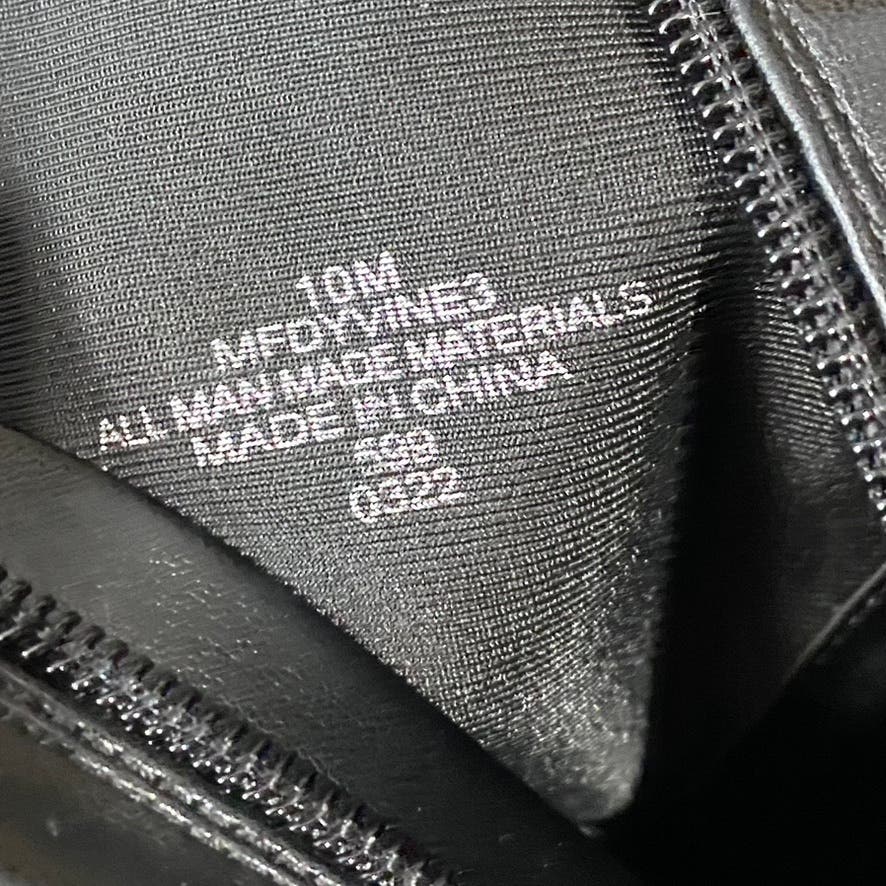 10M
MFDYVINE3
ALL MAN MADE MATERIALS
MADE IN CHINA
0322